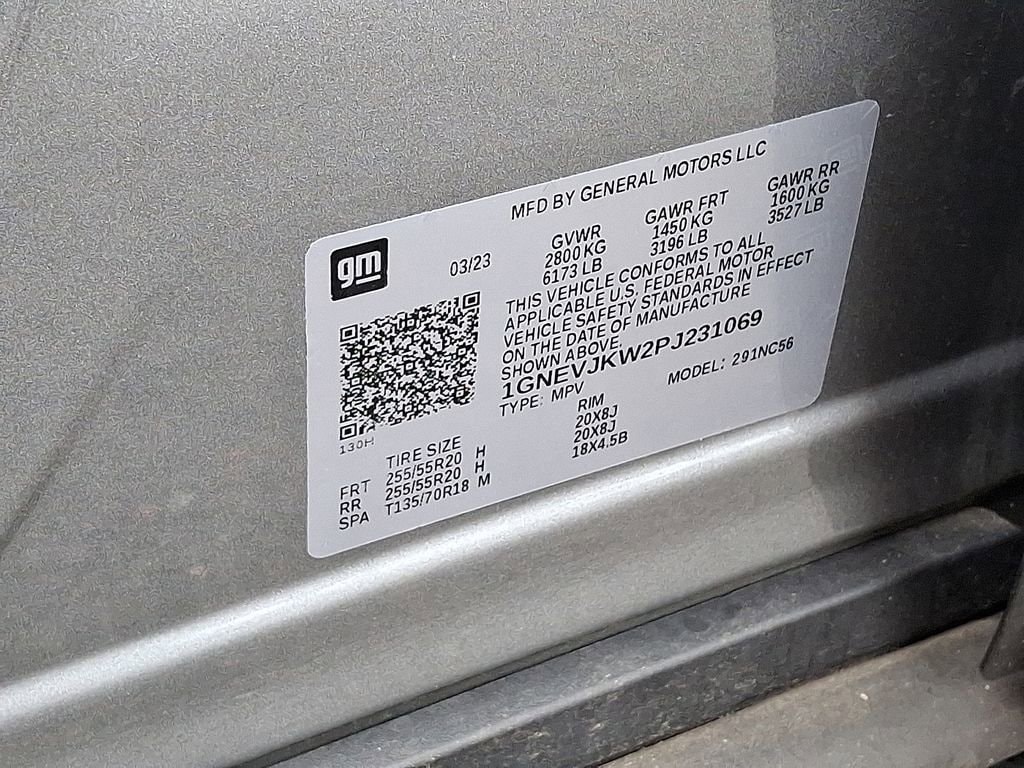 MFD BY GENERAL MOTORS LLC
gm
03/23
GVWR GAWR FRT GAWR RR
2800 KG 1450 KG 1600 KG
6173 LB 3196 LB 3527 LB
THIS VEHICLE CONFORMS TO ALL
APPLICABLE U.S. FEDERAL MOTOR
VEHICLE SAFETY STANDARDS IN EFFECT
ON THE DATE OF MANUFACTURE
SHOWN ABOVE.
1GNEVJKW2PJ231069
TYPE: MPV MODEL: 291NC56
130H
TIRE SIZE RIM
FRT 255/55R20 H 20X8J
RR 255/55R20 H 20X8J
SPA T135/70R18 M 18X4.5B